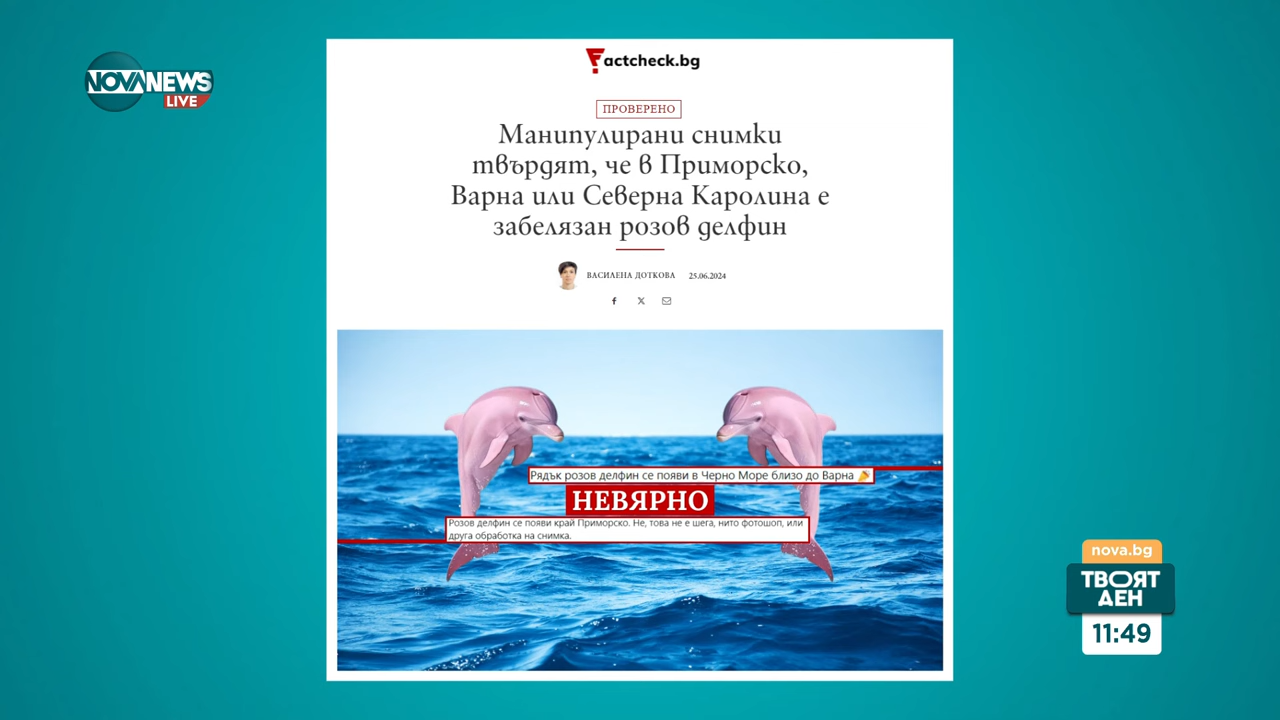 NOVANEWS
LIVE
Factcheck.bg
ПРОВЕРЕНО
Манипулирани снимки
твърдят, че в Приморско,
Варна или Северна Каролина е
забелязан розов делфин
ВАСИЛЕНА ДОТКОВА 25.06.2024
Рядък розов делфин се появи в Черно Море близо до Варна
НЕВЯРНО
Розов делфин се появи край Приморско. Не, това не е шега, нито фотошоп, или
друга обработка на снимка.
nova.bg
ТВОЯТ
ДЕН
11:49